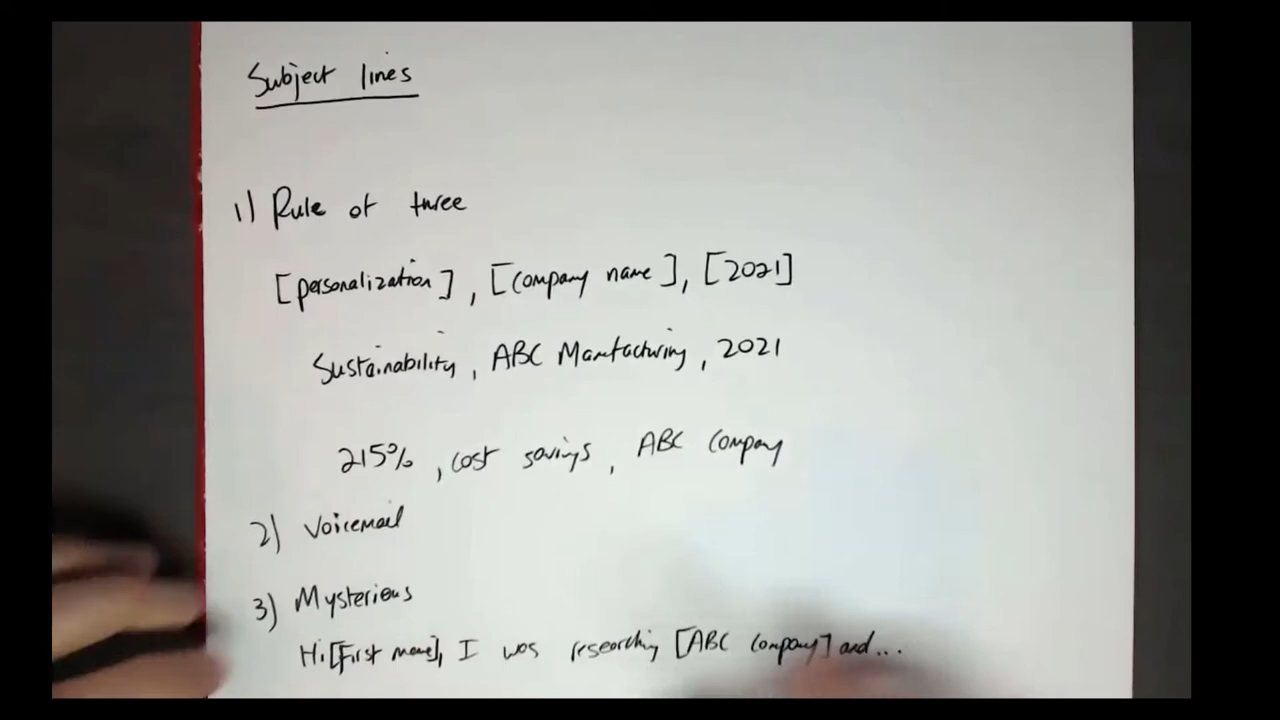 Subject lines
1) Rule of three
[personalization], [company name], [2021]
Sustainability, ABC Manufacturing, 2021
215%, cost savings, ABC company
2) Voicemail
3) Mysterious
Hi [First name], I was researching [ABC company] and...